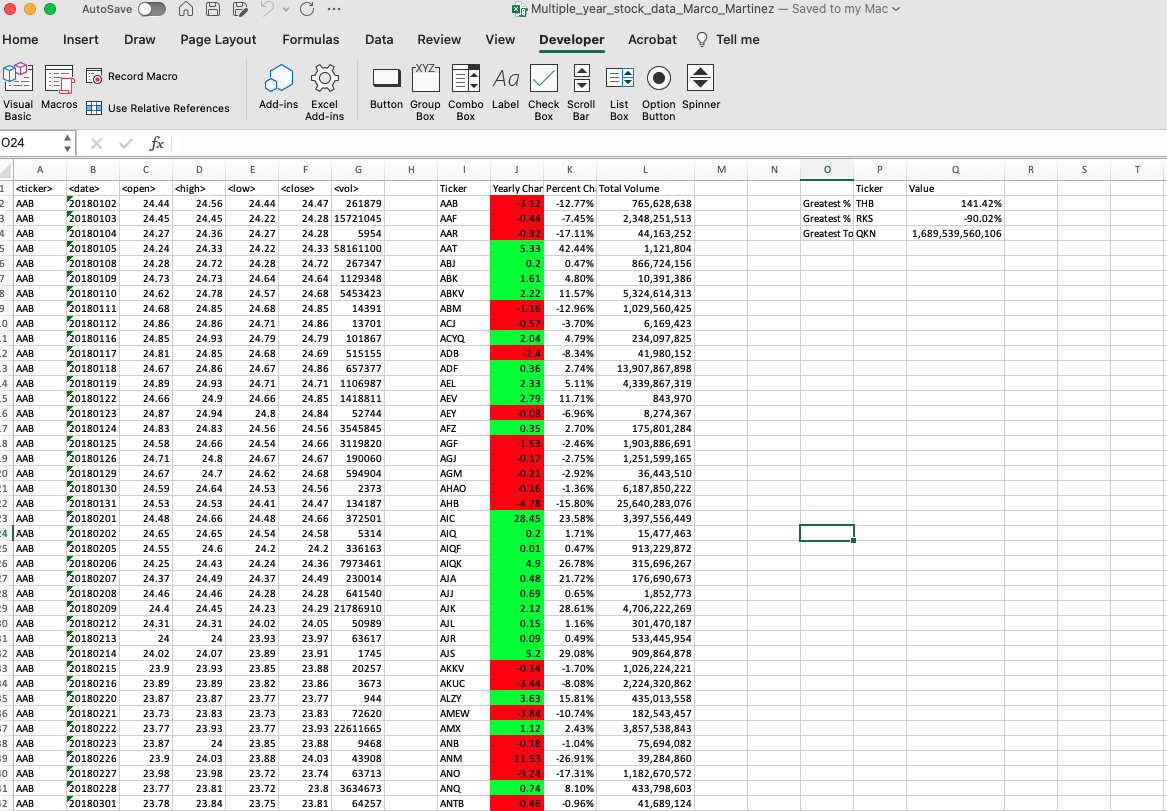 AutoSave
Multiple_year_stock_data_Marco_Martinez — Saved to my Mac
Home Insert Draw Page Layout Formulas Data Review View Developer Acrobat Tell me
Visual Basic Macros Record Macro Use Relative References Add-ins Excel Add-ins Button Group Box Combo Box Label Check Box Scroll Bar List Box Option Button Spinner
XYZ Aa
O24 fx
A B C D E F G H I J K L M N O P Q R S T
1 <ticker> <date> <open> <high> <low> <close> <vol> Ticker Yearly Char Percent Ch Total Volume Ticker Value
2 AAB 20180102 24.44 24.56 24.44 24.47 261879 AAB -3.12 -12.77% 765,628,638 Greatest % THB 141.42%
3 AAB 20180103 24.45 24.45 24.22 24.28 15721045 AAF -0.44 -7.45% 2,348,251,513 Greatest % RKS -90.02%
4 AAB 20180104 24.27 24.36 24.27 24.28 5954 AAR -0.32 -17.11% 44,163,252 Greatest To QKN 1,689,539,560,106
5 AAB 20180105 24.24 24.33 24.22 24.33 58161100 AAT 5.33 42.44% 1,121,804
6 AAB 20180108 24.28 24.72 24.28 24.72 267347 ABJ 0.2 0.47% 866,724,156
7 AAB 20180109 24.73 24.73 24.64 24.64 1129348 ABK 1.61 4.80% 10,391,386
8 AAB 20180110 24.62 24.78 24.57 24.68 5453423 ABKV 2.22 11.57% 5,324,614,313
9 AAB 20180111 24.68 24.85 24.68 24.85 14391 ABM -1.16 -12.96% 1,029,560,425
.0 AAB 20180112 24.86 24.86 24.71 24.86 13701 ACJ -0.57 -3.70% 6,169,423
.1 AAB 20180116 24.85 24.93 24.79 24.79 101867 ACYQ 2.04 4.79% 234,097,825
.2 AAB 20180117 24.81 24.85 24.68 24.69 515155 ADB -2.4 -8.34% 41,980,152
.3 AAB 20180118 24.67 24.86 24.67 24.86 657377 ADF 0.36 2.74% 13,907,867,898
.4 AAB 20180119 24.89 24.93 24.71 24.71 1106987 AEL 2.33 5.11% 4,339,867,319
.5 AAB 20180122 24.66 24.9 24.66 24.85 1418811 AEV 2.79 11.71% 843,970
.6 AAB 20180123 24.87 24.94 24.8 24.84 52744 AEY -0.08 -6.96% 8,274,367
.7 AAB 20180124 24.83 24.83 24.56 24.56 3545845 AFZ 0.35 2.70% 175,801,284
.8 AAB 20180125 24.58 24.66 24.54 24.66 3119820 AGF -1.53 -2.46% 1,903,886,691
.9 AAB 20180126 24.71 24.8 24.67 24.67 190060 AGJ -0.17 -2.75% 1,251,599,165
20 AAB 20180129 24.67 24.7 24.62 24.68 594904 AGM -0.21 -2.92% 36,443,510
21 AAB 20180130 24.59 24.64 24.53 24.56 2373 AHAO -0.16 -1.36% 6,187,850,222
22 AAB 20180131 24.53 24.53 24.41 24.47 134187 AHB -4.78 -15.80% 25,640,283,076
23 AAB 20180201 24.48 24.66 24.48 24.66 372501 AIC 28.45 23.58% 3,397,556,449
24 AAB 20180202 24.65 24.65 24.54 24.58 5314 AIQ 0.2 1.71% 15,477,463
25 AAB 20180205 24.55 24.6 24.2 24.2 336163 AIQF 0.01 0.47% 913,229,872
26 AAB 20180206 24.25 24.43 24.24 24.36 7973461 AIQK 4.9 26.78% 315,696,267
27 AAB 20180207 24.37 24.49 24.37 24.49 230014 AJA 0.48 21.72% 176,690,673
28 AAB 20180208 24.46 24.46 24.28 24.28 641540 AJJ 0.69 0.65% 1,852,773
29 AAB 20180209 24.4 24.45 24.23 24.29 21786910 AJK 2.12 28.61% 4,706,222,269
30 AAB 20180212 24.31 24.31 24.02 24.05 50989 AJL 0.15 1.16% 301,470,187
31 AAB 20180213 24 24 23.93 23.97 63617 AJR 0.09 0.49% 533,445,954
32 AAB 20180214 24.02 24.07 23.89 23.91 1745 AJS 5.2 29.08% 909,864,878
33 AAB 20180215 23.9 23.93 23.85 23.88 20257 AKKV -0.14 -1.70% 1,026,224,221
34 AAB 20180216 23.89 23.89 23.82 23.86 3673 AKUC -3.44 -8.08% 2,224,320,862
35 AAB 20180220 23.87 23.87 23.77 23.77 944 ALZY 3.63 15.81% 435,013,558
36 AAB 20180221 23.73 23.83 23.73 23.83 72620 AMEW -3.84 -10.74% 182,543,457
37 AAB 20180222 23.77 23.93 23.77 23.93 22611665 AMX 1.12 2.43% 3,857,538,843
38 AAB 20180223 23.87 24 23.85 23.88 9468 ANB -0.18 -1.04% 75,694,082
39 AAB 20180226 23.9 24.03 23.88 24.03 43908 ANM -11.53 -26.91% 39,284,860
40 AAB 20180227 23.98 23.98 23.72 23.74 63713 ANO -9.24 -17.31% 1,182,670,572
41 AAB 20180228 23.77 23.81 23.72 23.8 3634673 ANQ 0.74 8.10% 433,798,603
42 AAB 20180301 23.78 23.84 23.75 23.81 64257 ANTB -0.46 -0.96% 41,689,124